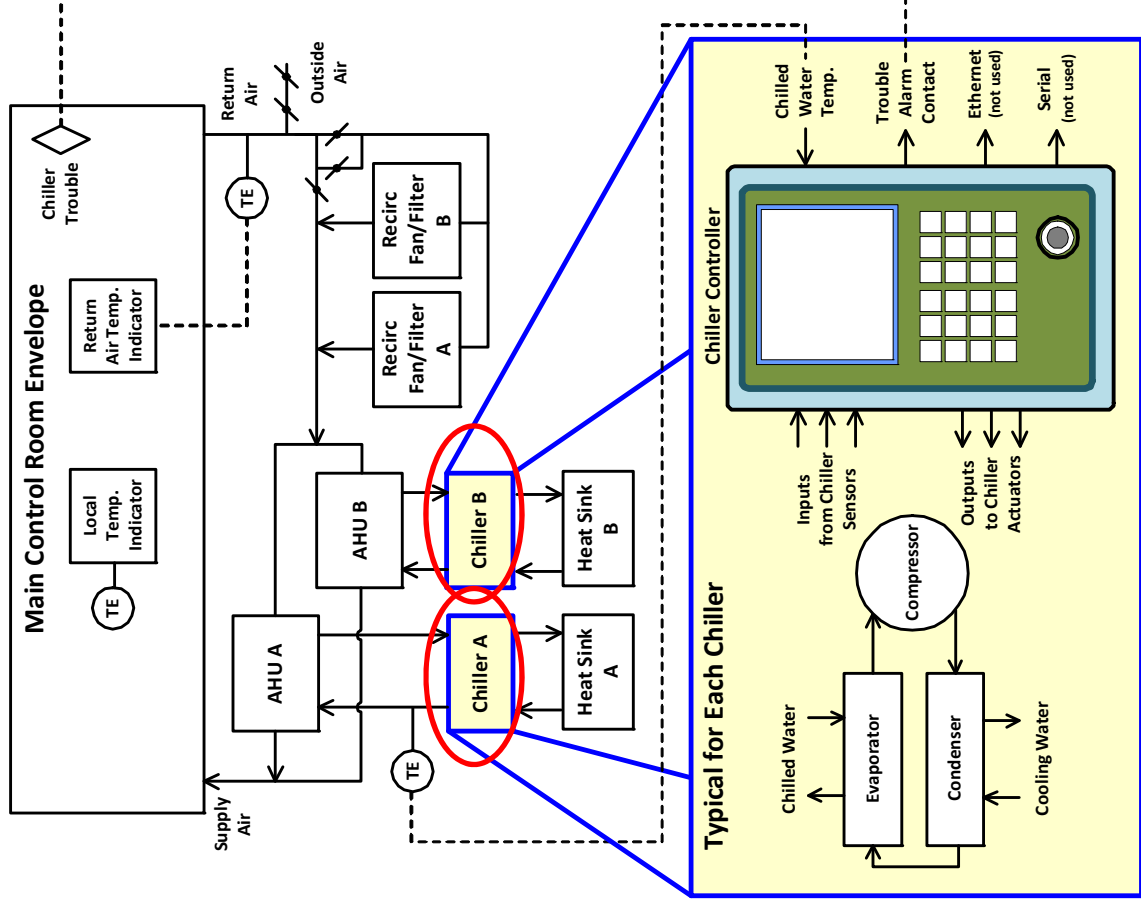 Main Control Room Envelope
TE
Local
Temp.
Indicator
Return
Air Temp.
Indicator
Chiller
Trouble
TE
Supply
Air
Return
Air
Outside
Air
AHU A
AHU B
Recirc
Fan/Filter
A
Recirc
Fan/Filter
B
TE
Chiller A
Chiller B
Heat Sink
A
Heat Sink
B
Typical for Each Chiller
Chilled Water
Evaporator
Condenser
Cooling Water
Compressor
Chiller Controller
Inputs
from Chiller
Sensors
Outputs
to Chiller
Actuators
Chilled
Water
Temp.
Trouble
Alarm
Contact
Ethernet
(not used)
Serial
(not used)